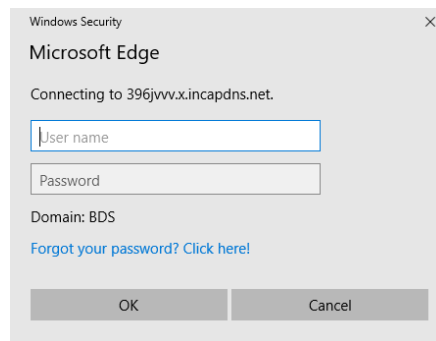 Windows Security
Microsoft Edge
Connecting to 396jvvv.x.incapdns.net.
User name
Password
Domain: BDS
Forgot your password? Click here!
OK
Cancel